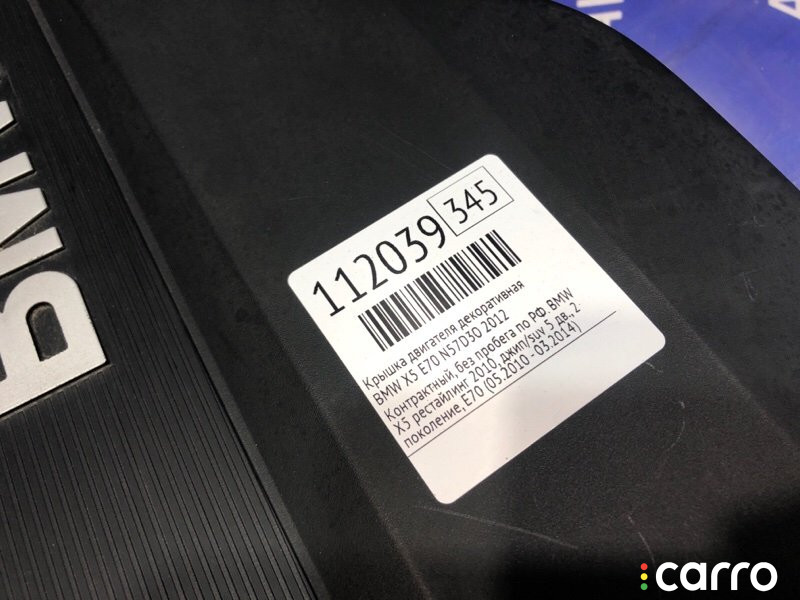 BMW
112039 345
Крышка двигателя декоративная
BMW X5 E70 N57D30 2012
Контрактный, без пробега по РФ. BMW
X5 рестайлинг 2010, джип/suv 5 дв., 2
поколение, E70 (05.2010 - 03.2014)
carro